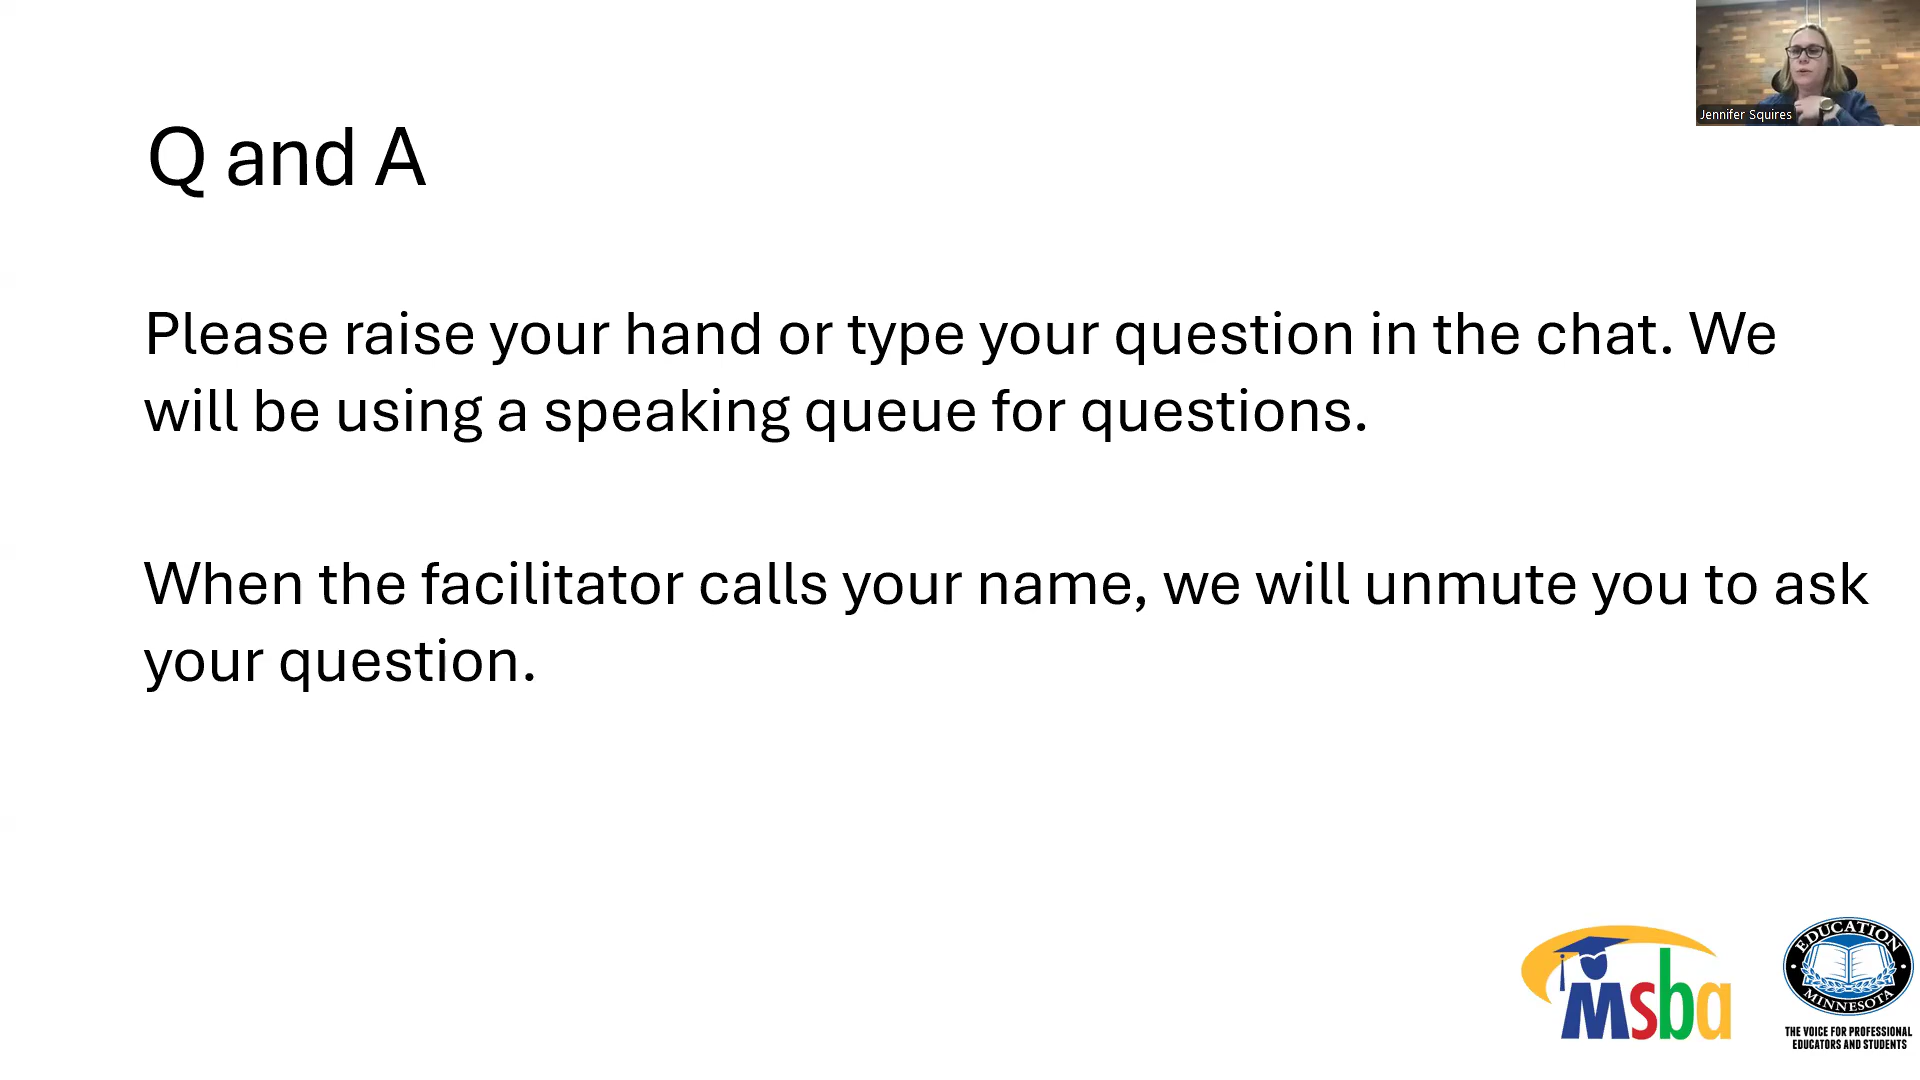 Jennifer Squires
Q and A
Please raise your hand or type your question in the chat. We
will be using a speaking queue for questions.
When the facilitator calls your name, we will unmute you to ask
your question.
msba
EDUCATION
MINNESOTA
THE VOICE FOR PROFESSIONAL
EDUCATORS AND STUDENTS